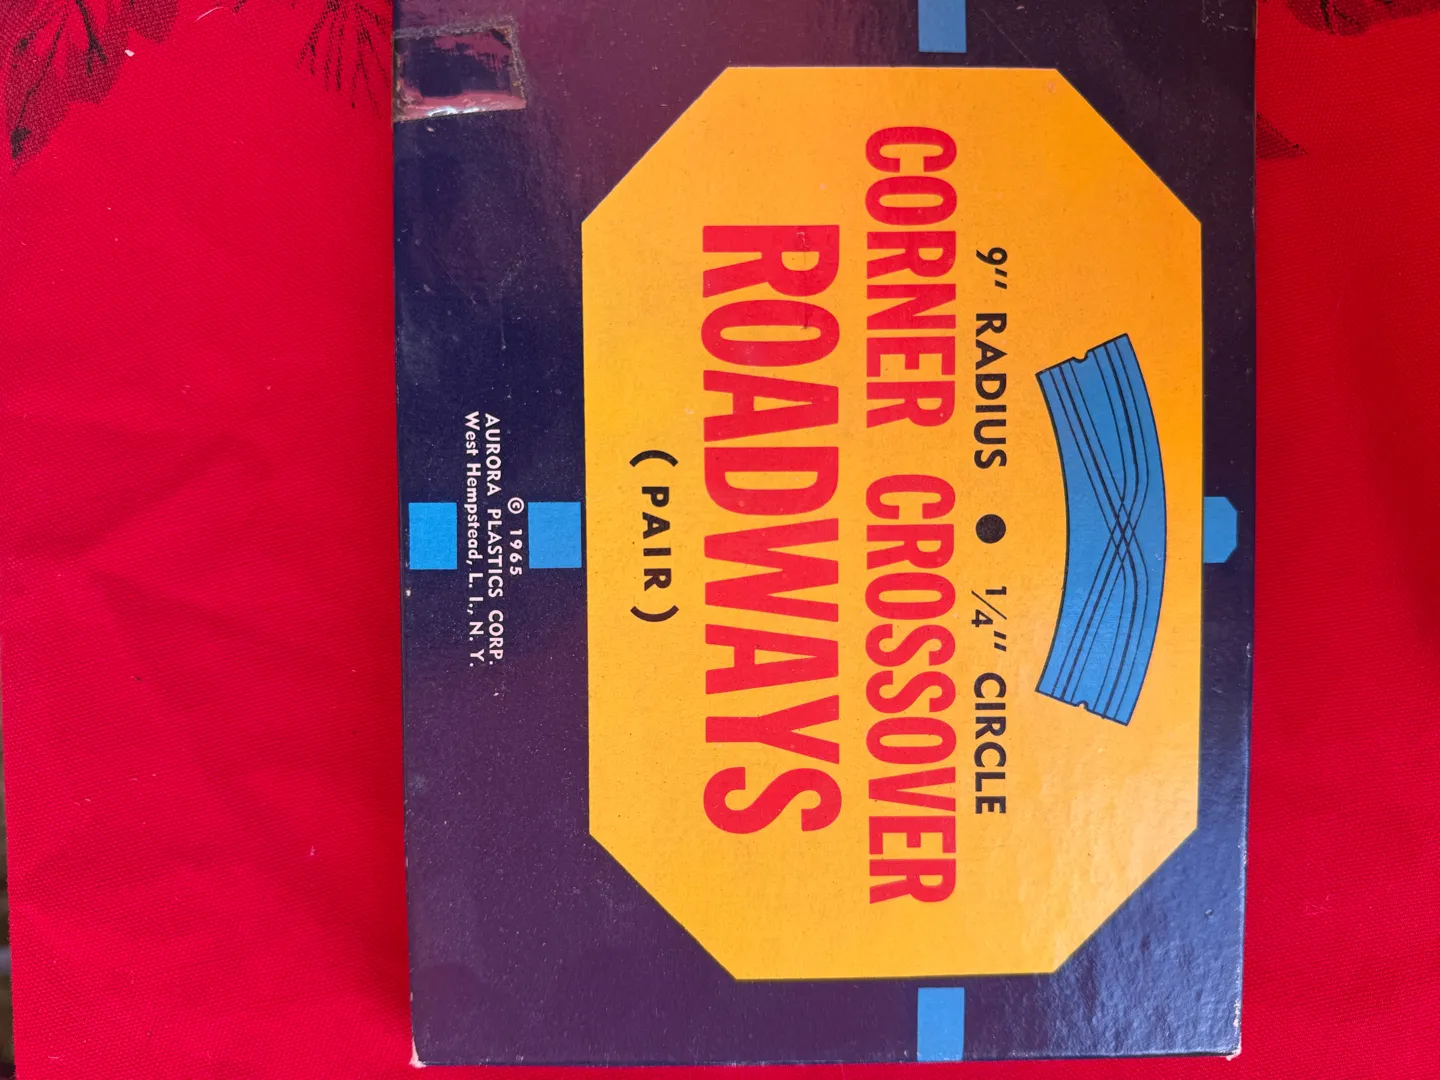 9" RADIUS ● 1/4" CIRCLE
CORNER CROSSOVER
ROADWAYS
( PAIR )
© 1965
AURORA PLASTICS CORP.
West Hempstead, L. I., N. Y.